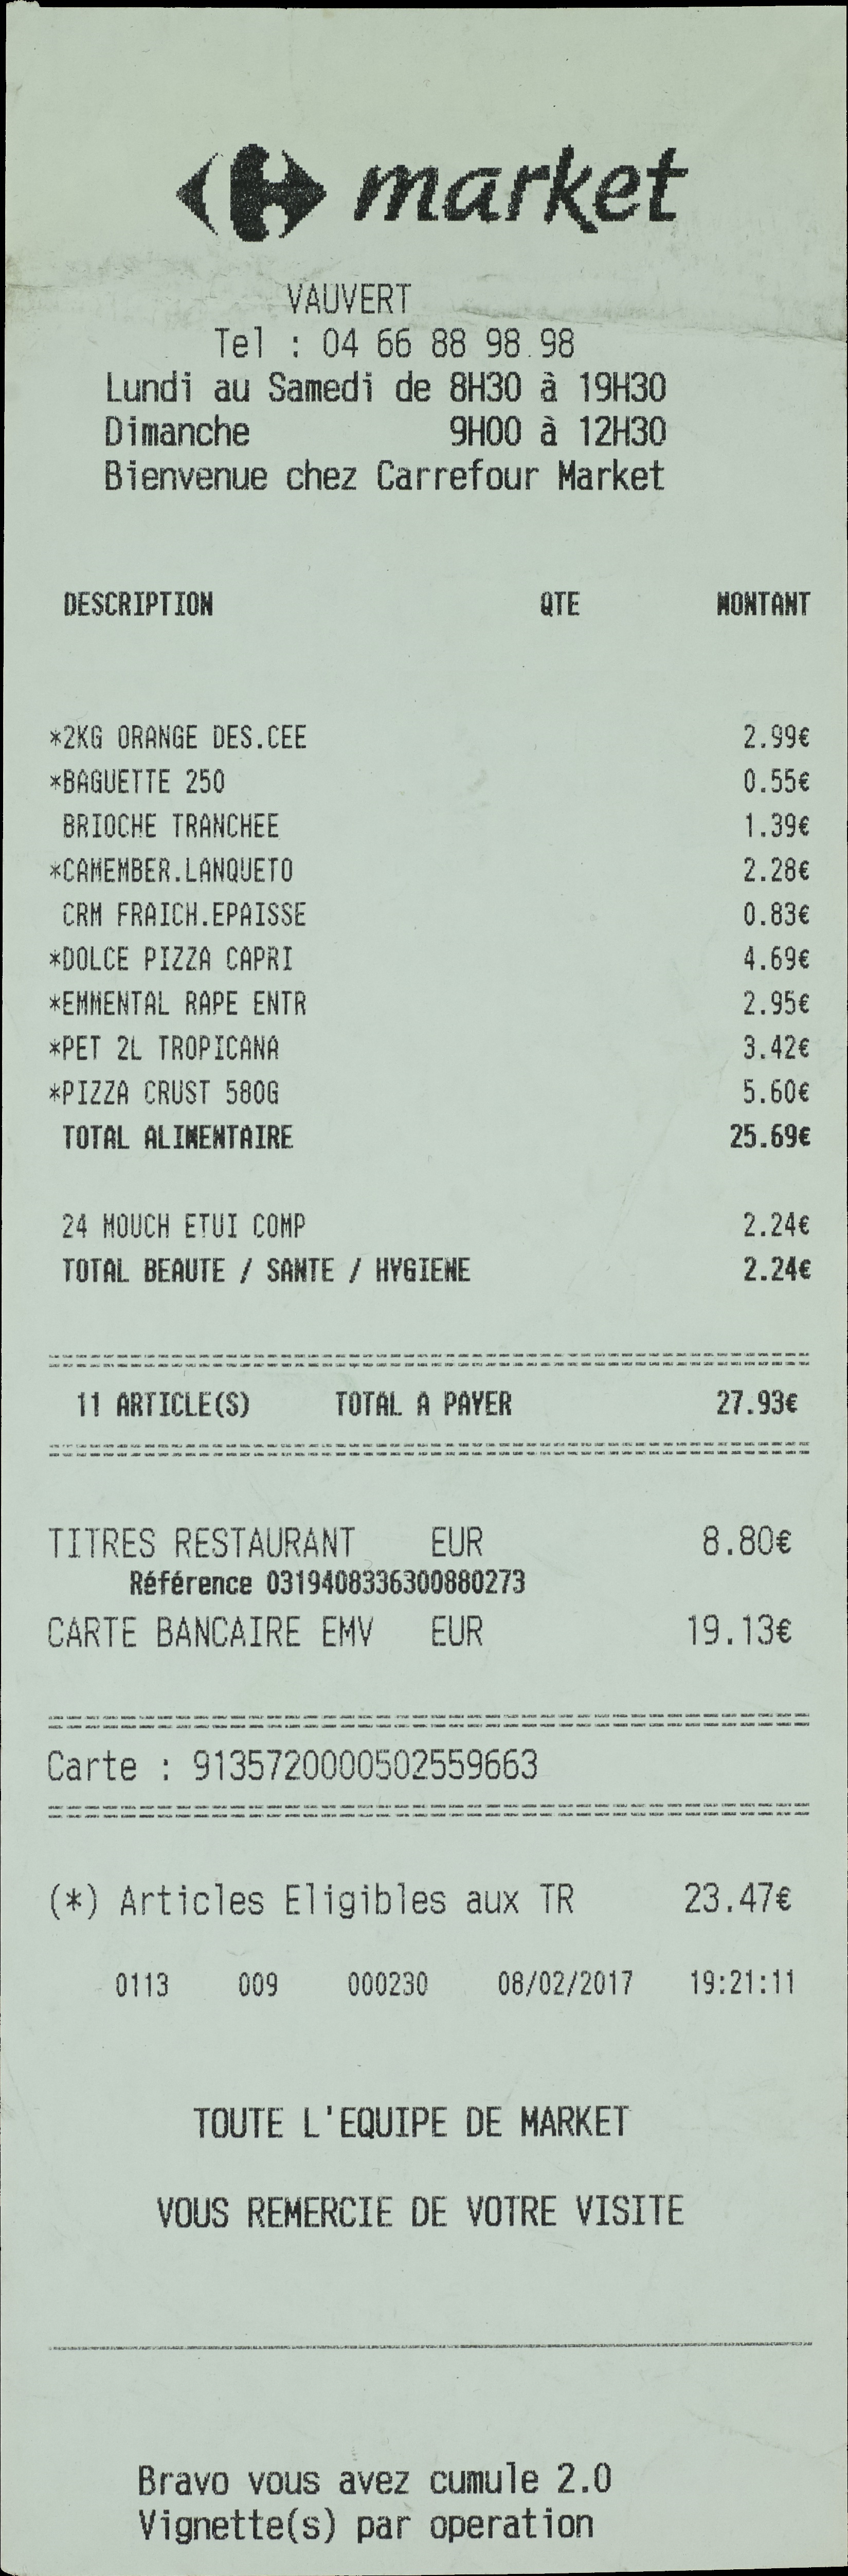 market
VAUVERT
Tel : 04 66 88 98.98
Lundi au Samedi de 8H30 à 19H30
Dimanche 9H00 à 12H30
Bienvenue chez Carrefour Market
DESCRIPTION QTE MONTANT
*2KG ORANGE DES.CEE 2.99€
*BAGUETTE 250 0.55€
BRIOCHE TRANCHEE 1.39€
*CAMEMBER.LANQUETO 2.28€
CRM FRAICH.EPAISSE 0.83€
*DOLCE PIZZA CAPRI 4.69€
*EMMENTAL RAPE ENTR 2.95€
*PET 2L TROPICANA 3.42€
*PIZZA CRUST 580G 5.60€
TOTAL ALIMENTAIRE 25.69€
24 MOUCH ETUI COMP 2.24€
TOTAL BEAUTE / SANTE / HYGIENE 2.24€
11 ARTICLE(S) TOTAL A PAYER 27.93€
TITRES RESTAURANT EUR 8.80€
Référence 0319408336300880273
CARTE BANCAIRE EMV EUR 19.13€
Carte : 9135720000502559663
(*) Articles Eligibles aux TR 23.47€
0113 009 000230 08/02/2017 19:21:11
TOUTE L'EQUIPE DE MARKET
VOUS REMERCIE DE VOTRE VISITE
Bravo vous avez cumule 2.0
Vignette(s) par operation